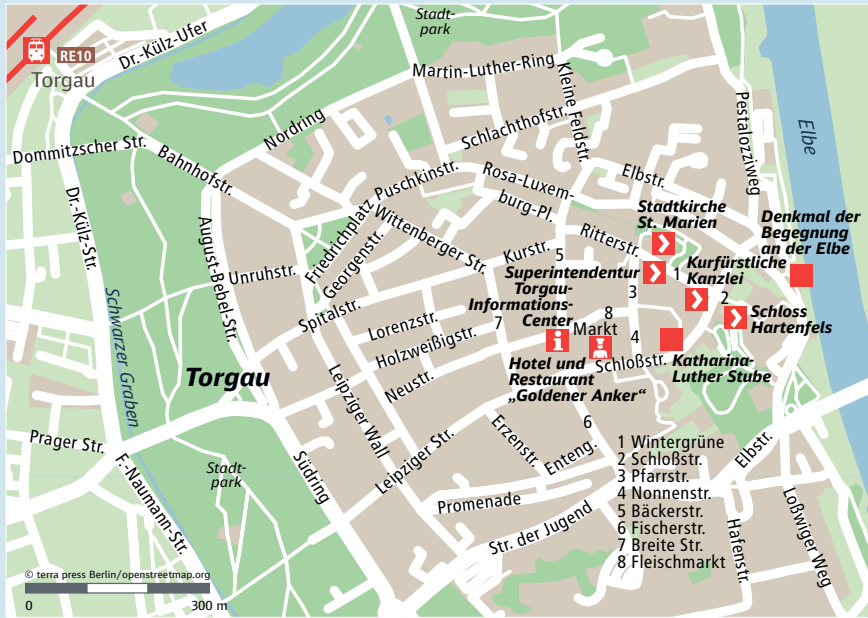 Stadt-
park
Dr.-Külz-Ufer
RE10
Torgau
Martin-Luther-Ring
Kleine Feldstr.
Pestalozziweg
Nordring
Schlachthofstr.
Elbe
Dommitzscher Str.
Bahnhofstr.
Puschkinstr.
Rosa-Luxem-
burg-Pl.
Elbstr.
Dr.-Külz-Str.
August-Bebel-Str.
Friedrichplatz
Georgenstr.
Wittenberger Str.
Stadtkirche
St. Marien
Denkmal der
Begegnung
an der Elbe
Ritterstr.
Kurstr.
5
Unruhstr.
Superintendentur
1
Kurfürstliche
Kanzlei
Torgau-
Informations-
Center
3
2
Schwarzer Graben
Spitalstr.
Lorenzstr.
7
8
Markt
4
Schloss
Hartenfels
Holzweißigstr.
Neustr.
Schloßstr.
Katharina-
Luther Stube
Hotel und
Restaurant
„Goldener Anker“
Torgau
Leipziger Wall
Leipziger Str.
Erzenstr.
6
Enteng.
Prager Str.
F.-Naumann-Str.
Stadt-
park
Südring
Promenade
Str. der Jugend
Elbstr.
Hafenstr.
Loßwiger Weg
1 Wintergrüne
2 Schloßstr.
3 Pfarrstr.
4 Nonnenstr.
5 Bäckerstr.
6 Fischerstr.
7 Breite Str.
8 Fleischmarkt
© terra press Berlin/openstreetmap.org
0 300 m